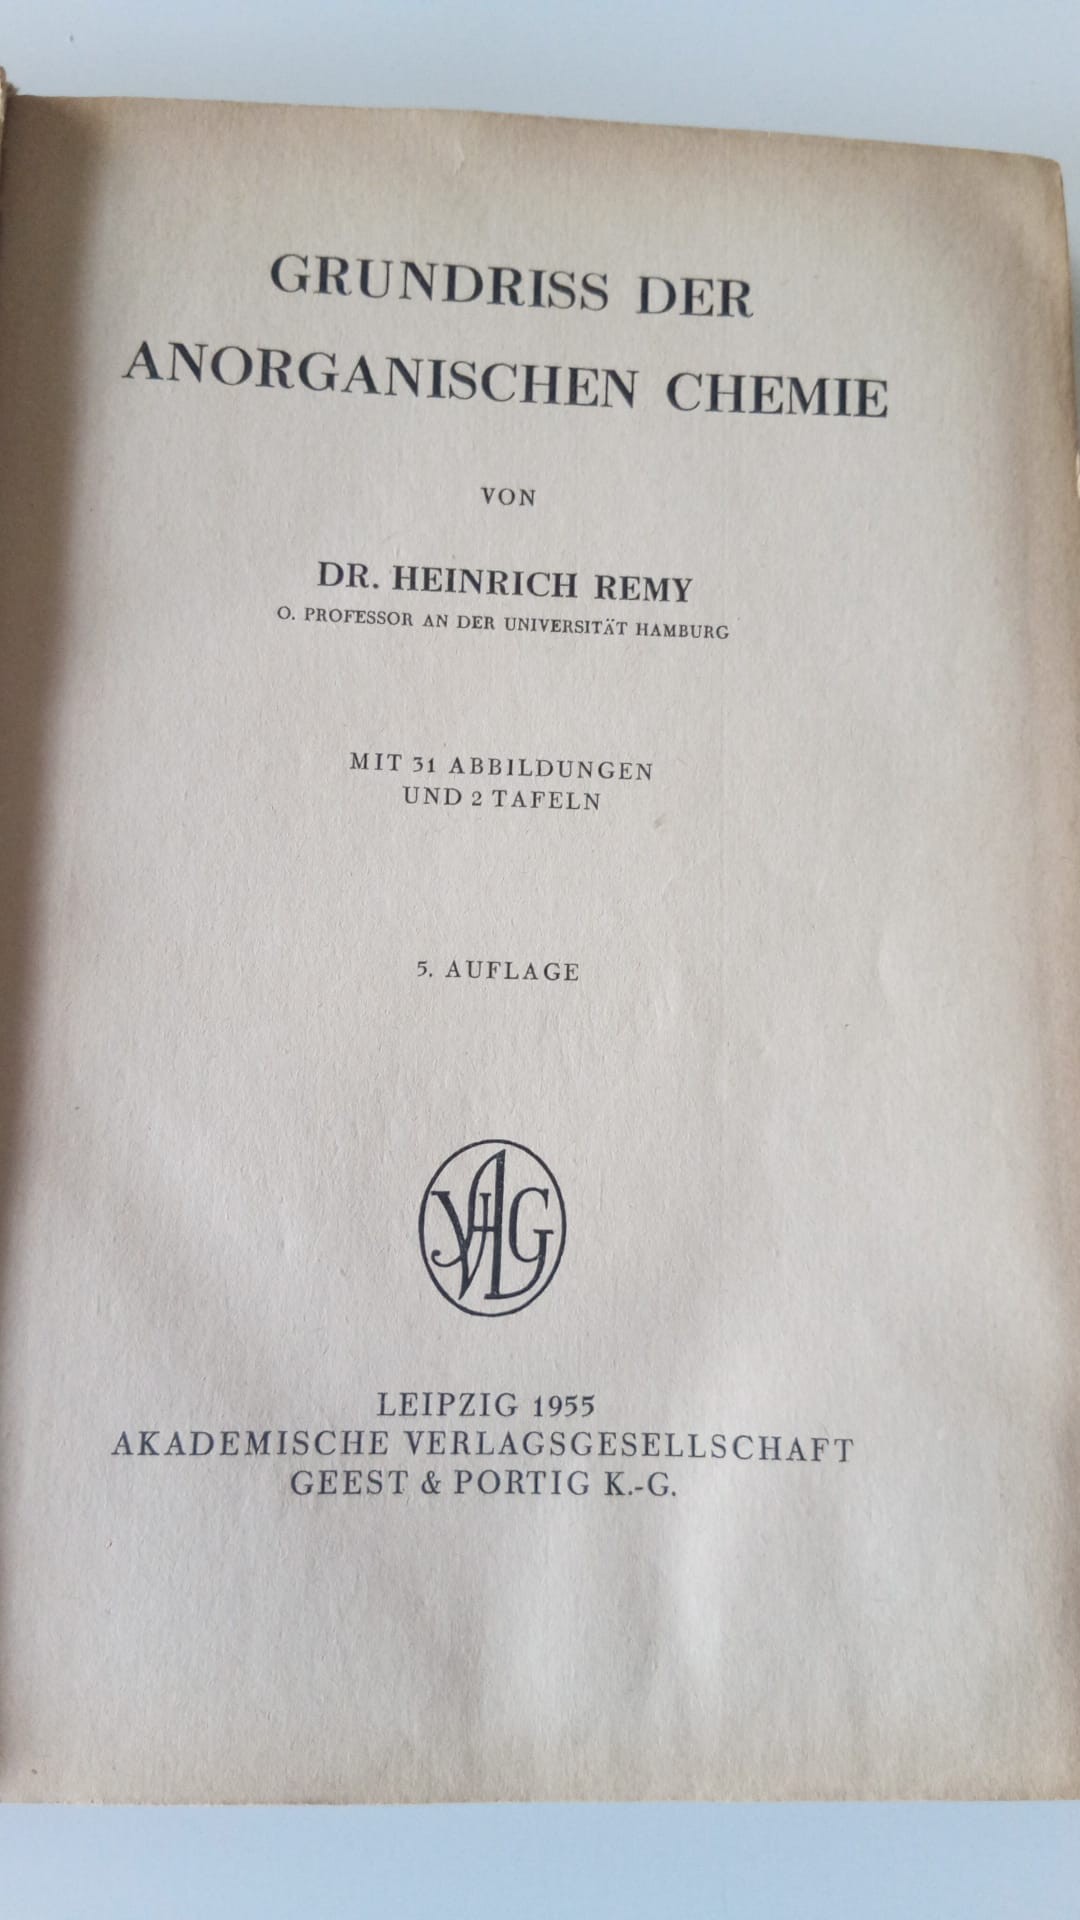 GRUNDRISS DER
ANORGANISCHEN CHEMIE
VON
DR. HEINRICH REMY
O. PROFESSOR AN DER UNIVERSITÄT HAMBURG
MIT 31 ABBILDUNGEN
UND 2 TAFELN
5. AUFLAGE
VAG
LEIPZIG 1955
AKADEMISCHE VERLAGSGESELLSCHAFT
GEEST & PORTIG K.-G.